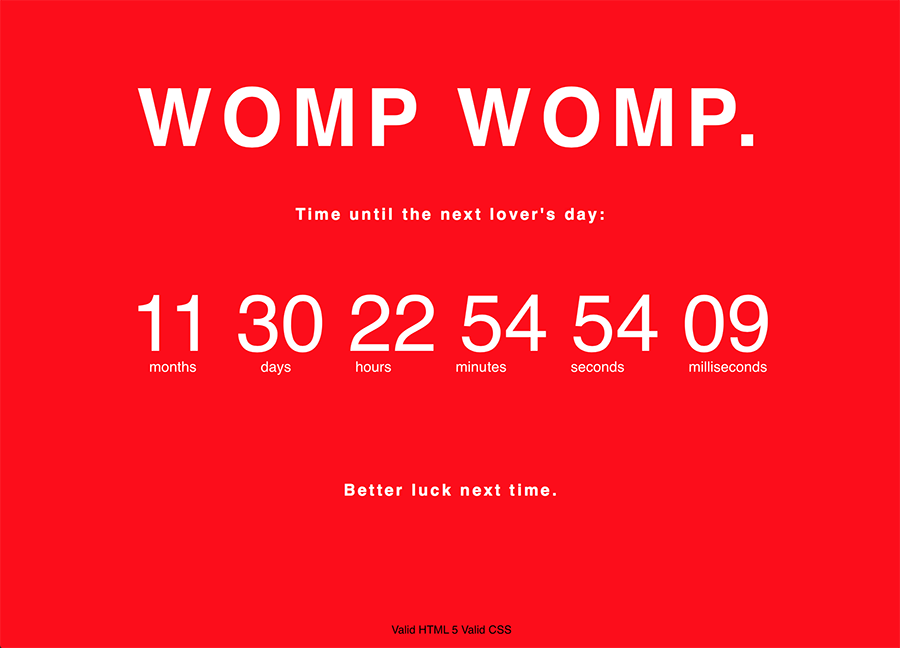 WOMP WOMP.
Time until the next lover's day:
11 30 22 54 54 09
months days hours minutes seconds milliseconds
Better luck next time.
Valid HTML 5 Valid CSS